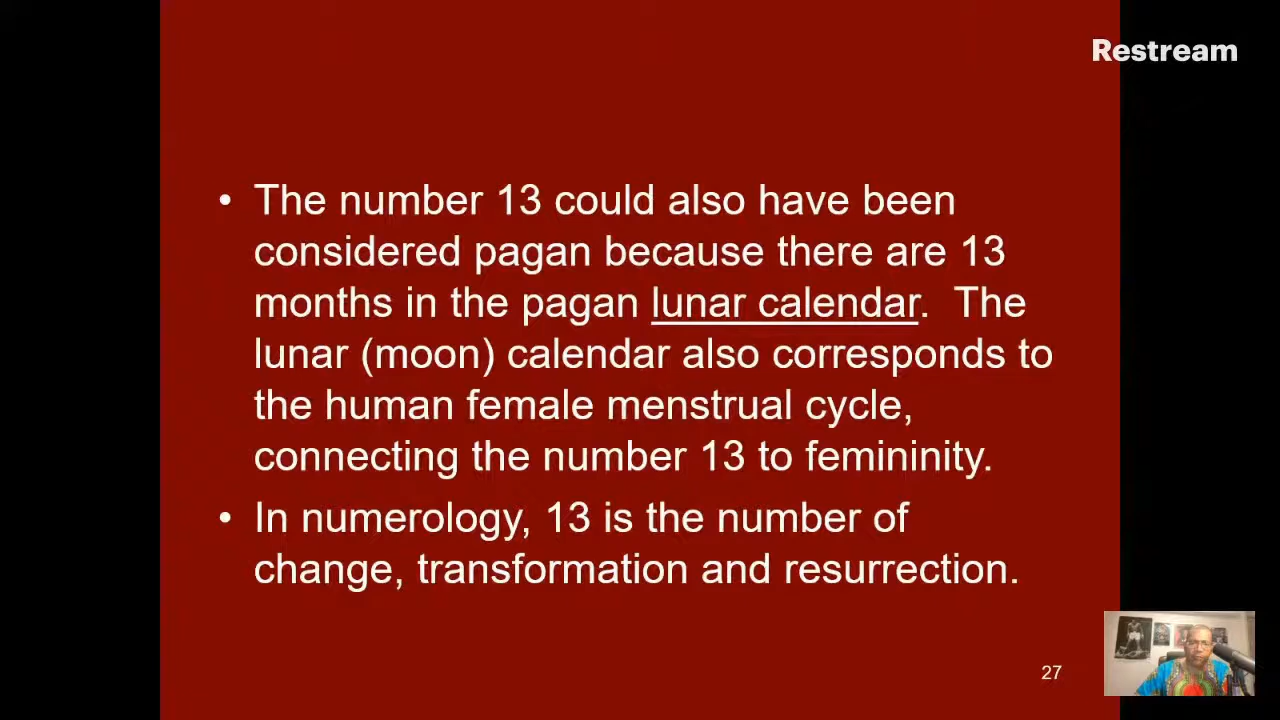 Restream
• The number 13 could also have been
considered pagan because there are 13
months in the pagan lunar calendar.  The
lunar (moon) calendar also corresponds to
the human female menstrual cycle,
connecting the number 13 to femininity.
• In numerology, 13 is the number of
change, transformation and resurrection.
27